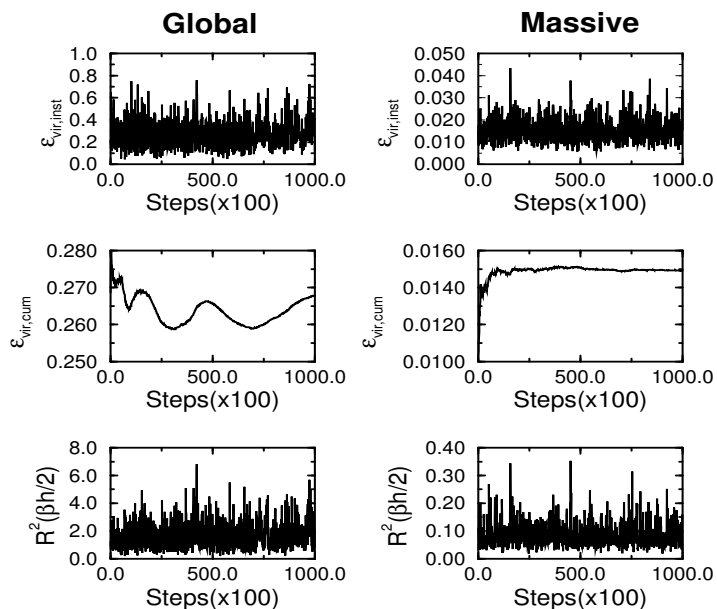 Global
Massive
1.0
0.8
0.6
0.4
0.2
0.0
ε_vir,inst
0.0 500.0 1000.0
Steps(x100)
0.050
0.040
0.030
0.020
0.010
0.000
ε_vir,inst
0.0 500.0 1000.0
Steps(x100)
0.280
0.270
0.260
0.250
ε_vir,cum
0.0 500.0 1000.0
Steps(x100)
0.0160
0.0140
0.0120
0.0100
ε_vir,cum
0.0 500.0 1000.0
Steps(x100)
8.0
6.0
4.0
2.0
0.0
R²(βh/2)
0.0 500.0 1000.0
Steps(x100)
0.40
0.30
0.20
0.10
0.00
R²(βh/2)
0.0 500.0 1000.0
Steps(x100)